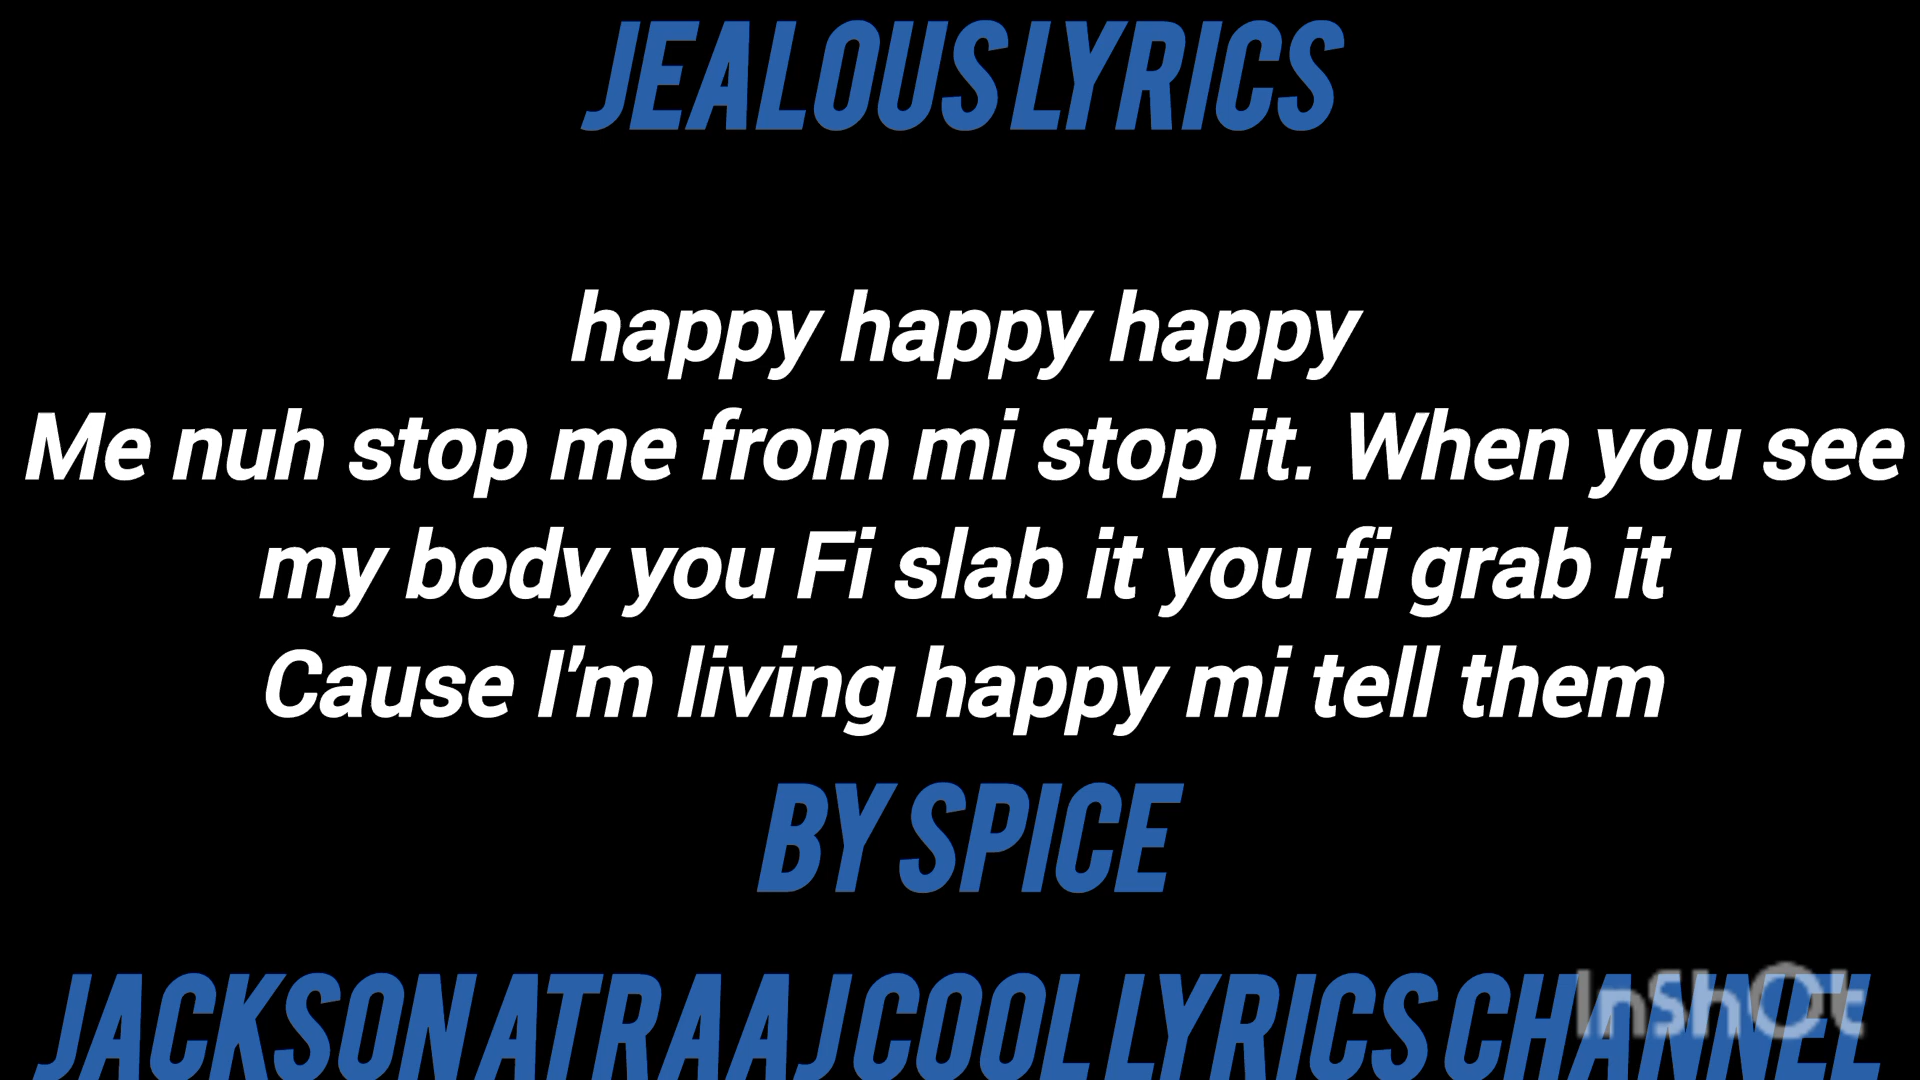 JEALOUS LYRICS
happy happy happy
Me nuh stop me from mi stop it. When you see
my body you Fi slab it you fi grab it
Cause I'm living happy mi tell them
BY SPICE
JACKSON ATRAA J COOL LYRICS CHANNEL
InShOt